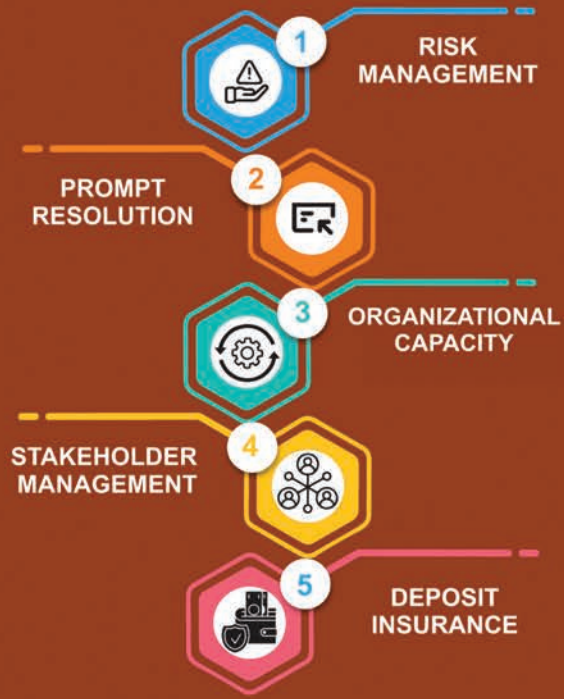 1
RISK
MANAGEMENT
2
PROMPT
RESOLUTION
3
ORGANIZATIONAL
CAPACITY
4
STAKEHOLDER
MANAGEMENT
5
DEPOSIT
INSURANCE